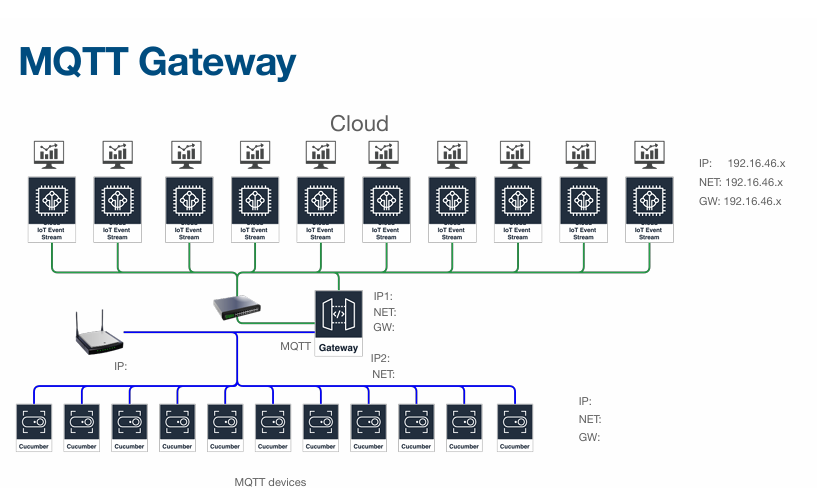 MQTT Gateway
Cloud
IP: 192.16.46.x
NET: 192.16.46.x
GW: 192.16.46.x
IoT Event
Stream
IoT Event
Stream
IoT Event
Stream
IoT Event
Stream
IoT Event
Stream
IoT Event
Stream
IoT Event
Stream
IoT Event
Stream
IoT Event
Stream
IoT Event
Stream
IP1:
NET:
GW:
MQTT
Gateway
IP2:
NET:
IP:
IP:
NET:
GW:
Cucumber
Cucumber
Cucumber
Cucumber
Cucumber
Cucumber
Cucumber
Cucumber
Cucumber
Cucumber
Cucumber
MQTT devices